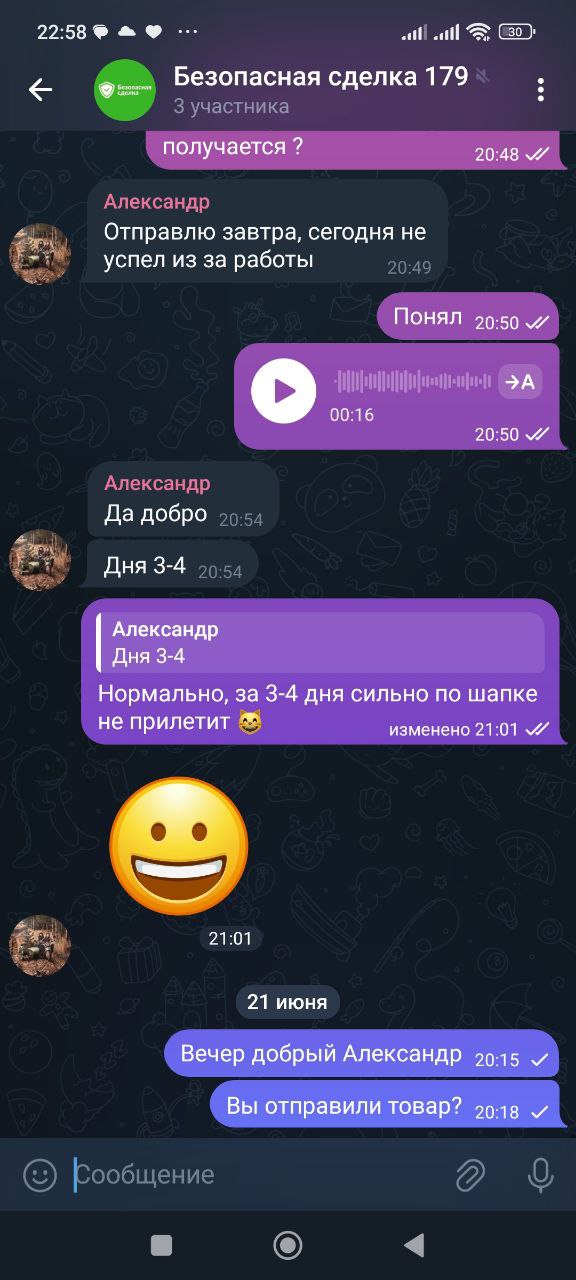 22:58
30
Безопасная сделка 179
Безопасная
сделка
3 участника
получается ?
20:48
Александр
Отправлю завтра, сегодня не
успел из за работы
20:49
Понял 20:50
→A
00:16
20:50
Александр
Да добро 20:54
Дня 3-4 20:54
Александр
Дня 3-4
Нормально, за 3-4 дня сильно по шапке
не прилетит 😸
изменено 21:01
21:01
21 июня
Вечер добрый Александр 20:15
Вы отправили товар? 20:18
Сообщение